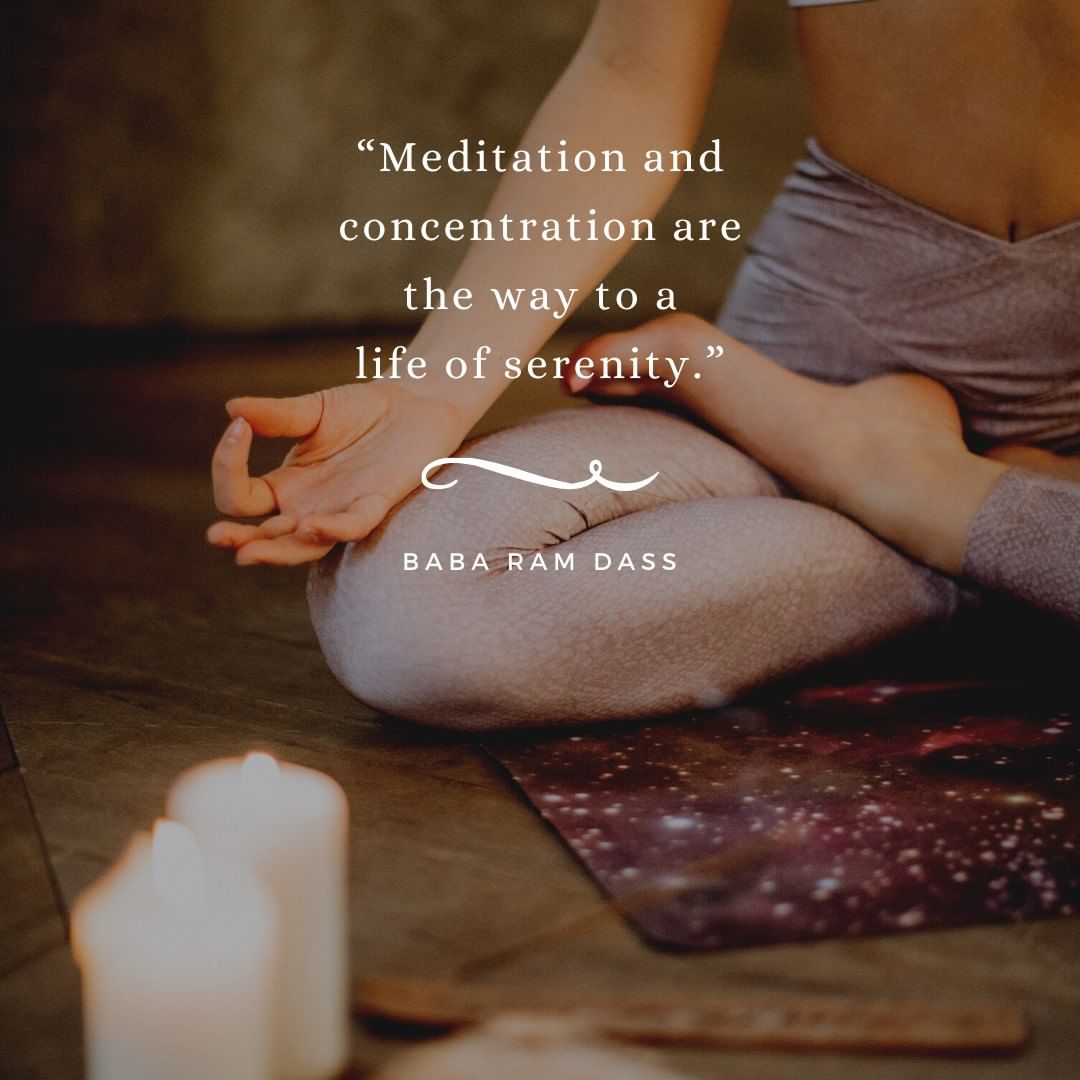 “Meditation and
concentration are
the way to a
life of serenity.”
BABA RAM DASS